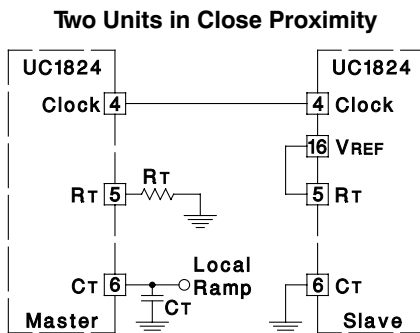 Two Units in Close Proximity
UC1824 UC1824
Clock 4 4 Clock
16 VREF
RT 5 RT 5 RT
CT 6 Local Ramp 6 CT
CT
Master Slave